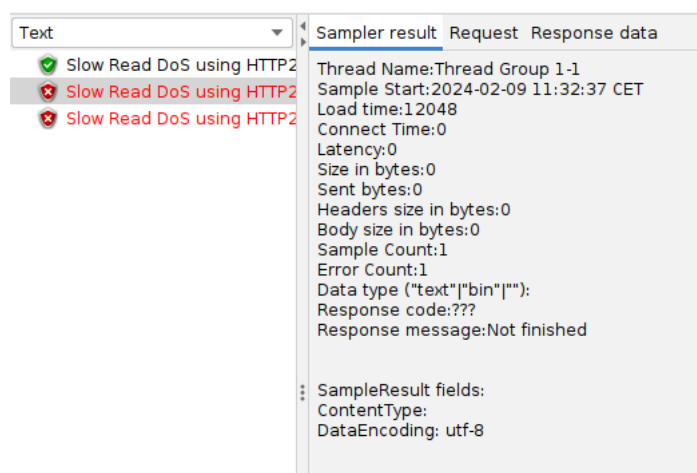 Text
Slow Read DoS using HTTP2
Slow Read DoS using HTTP2
Slow Read DoS using HTTP2
Sampler result Request Response data
Thread Name:Thread Group 1-1
Sample Start:2024-02-09 11:32:37 CET
Load time:12048
Connect Time:0
Latency:0
Size in bytes:0
Sent bytes:0
Headers size in bytes:0
Body size in bytes:0
Sample Count:1
Error Count:1
Data type ("text"|"bin"|""):
Response code:???
Response message:Not finished
SampleResult fields:
ContentType:
DataEncoding: utf-8